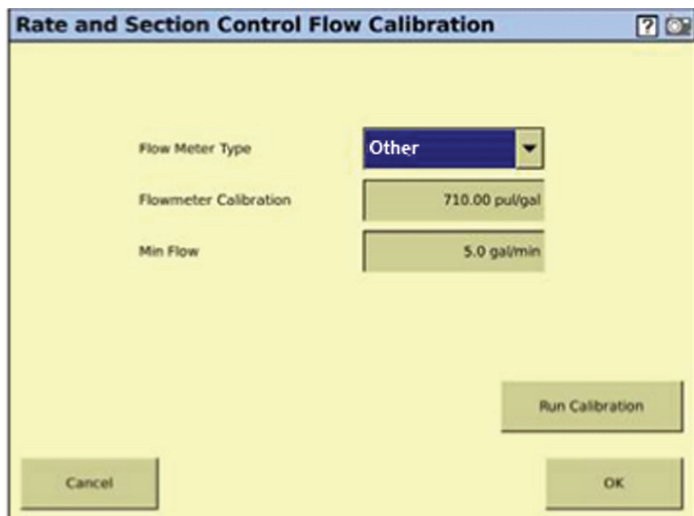 Rate and Section Control Flow Calibration ?
Flow Meter Type Other
Flowmeter Calibration 710.00 pul/gal
Min Flow 5.0 gal/min
Run Calibration
Cancel OK